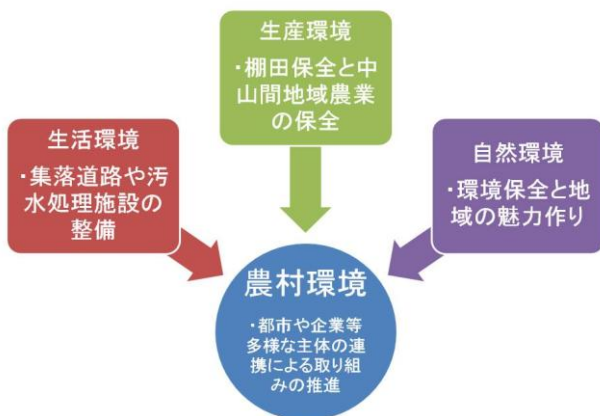 生産環境
・棚田保全と中
山間地域農業
の保全
生活環境
・集落道路や汚
水処理施設の
整備
自然環境
・環境保全と地
域の魅力作り
農村環境
・都市や企業等
多様な主体の連
携による取り組
みの推進